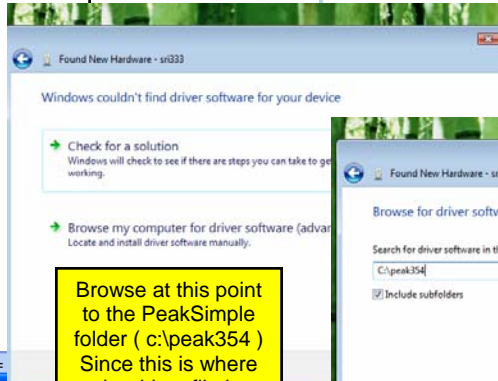 Found New Hardware - sri333
Windows couldn't find driver software for your device
Check for a solution
Windows will check to see if there are steps you can take to ge
working.
Browse my computer for driver software (advan
Locate and install driver software manually.
Found New Hardware - sr
Browse for driver softw
Search for driver software in th
C:\peak354
Include subfolders
Browse at this point
to the PeakSimple
folder ( c:\peak354 )
Since this is where